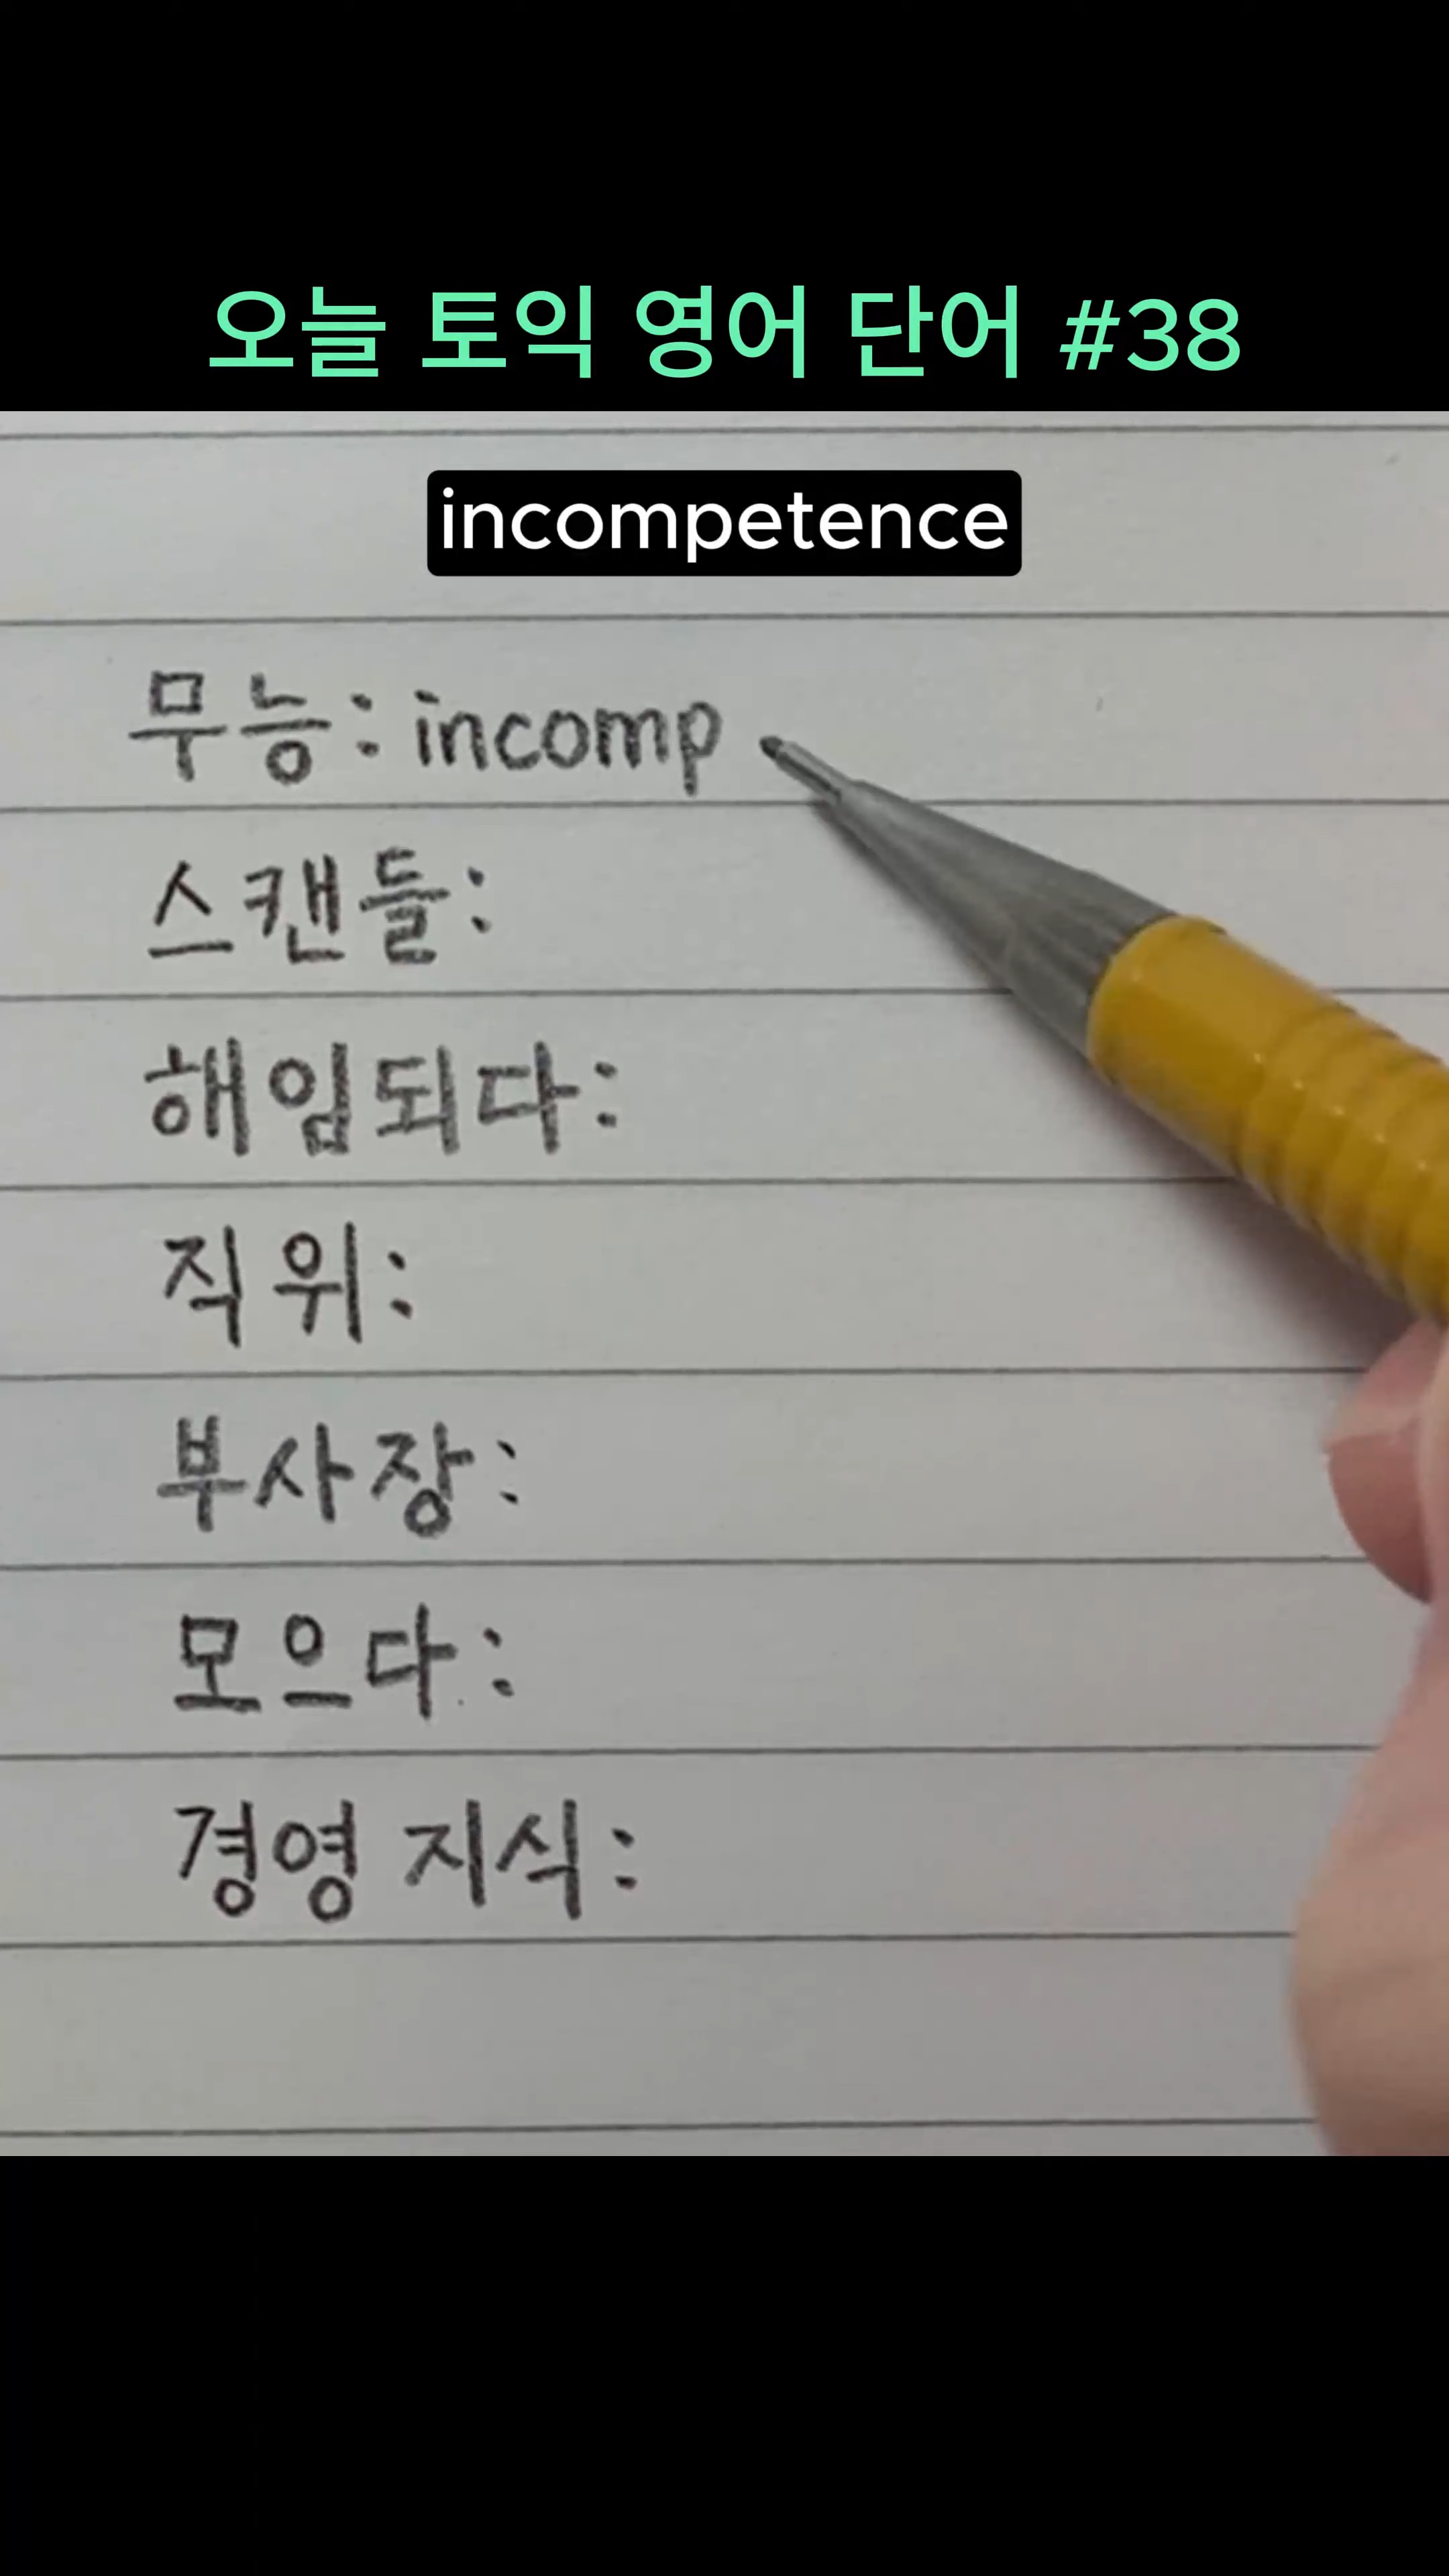 오늘 토익 영어 단어 #38
incompetence
무능: incomp
스캔들:
해임되다:
직위:
부사장:
모으다:
경영 지식: